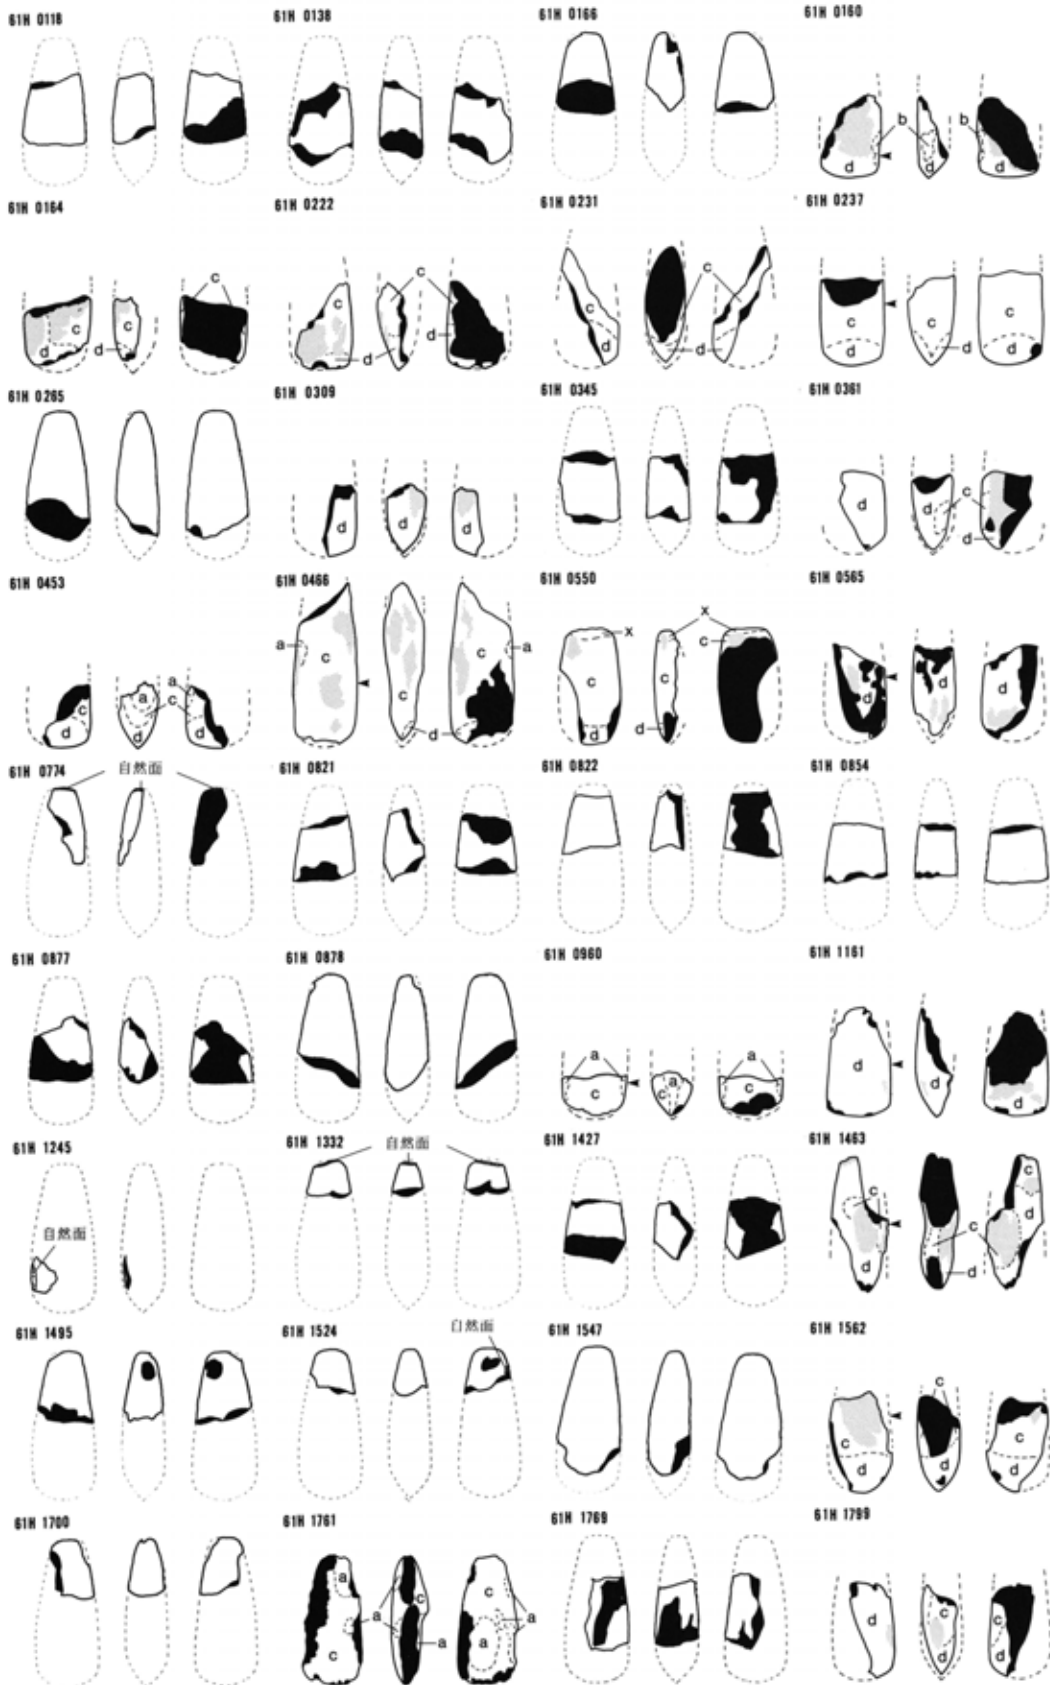 61H 0118 61H 0138 61H 0166 61H 0160
b b
d d d
61H 0164 61H 0222 61H 0231 61H 0237
c c c
c c c c c c
d d d d d d d
61H 0265 61H 0309 61H 0345 61H 0361
d d d d c d
61H 0453 61H 0466 61H 0550 61H 0565
x x
a a c a a c c c
a c c d d
d d d d d d d
61H 0774 自然面 61H 0821 61H 0822 61H 0854
61H 0877 61H 0878 61H 0960 61H 1161
a a a
c c c d d d
61H 1245 61H 1332 自然面 61H 1427 61H 1463
自然面 c c c
d d d
61H 1495 61H 1524 自然面 61H 1547 61H 1562
c
c c
d d d
61H 1700 61H 1761 61H 1769 61H 1799
a c c
a a a a d c
c d